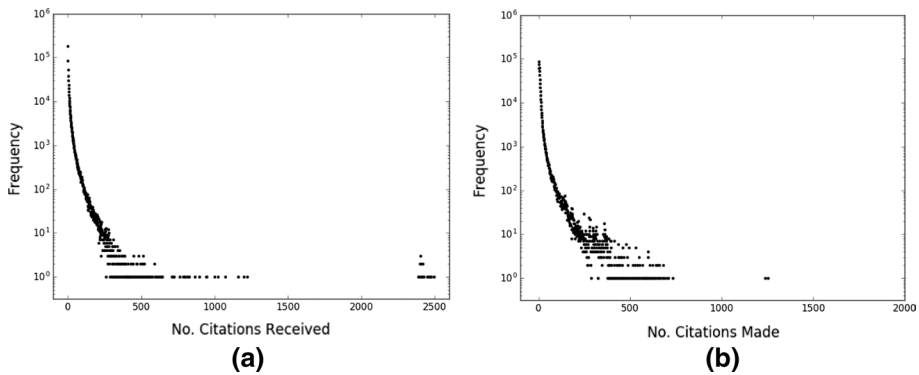 10⁶
10⁵
10⁴
10³
10²
10¹
10⁰
Frequency
0 500 1000 1500 2000 2500
No. Citations Received
(a)
10⁶
10⁵
10⁴
10³
10²
10¹
10⁰
Frequency
0 500 1000 1500 2000
No. Citations Made
(b)